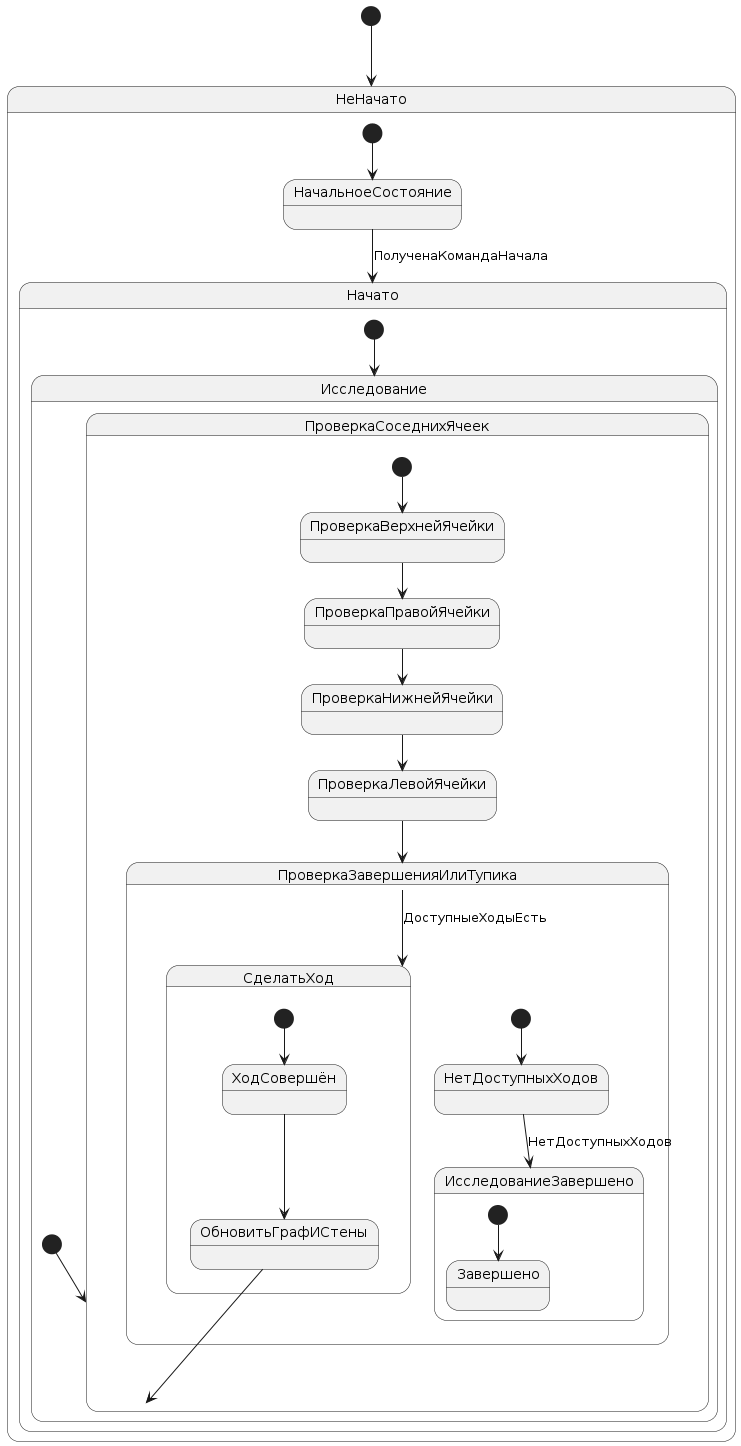 НеНачато
НачальноеСостояние
ПолученаКомандаНачала
Начато
Исследование
ПроверкаСоседнихЯчеек
ПроверкаВерхнейЯчейки
ПроверкаПравойЯчейки
ПроверкаНижнейЯчейки
ПроверкаЛевойЯчейки
ПроверкаЗавершенияИлиТупика
ДоступныеХодыЕсть
СделатьХод
ХодСовершён
НетДоступныхХодов
НетДоступныхХодов
ИсследованиеЗавершено
ОбновитьГрафИСтены
Завершено